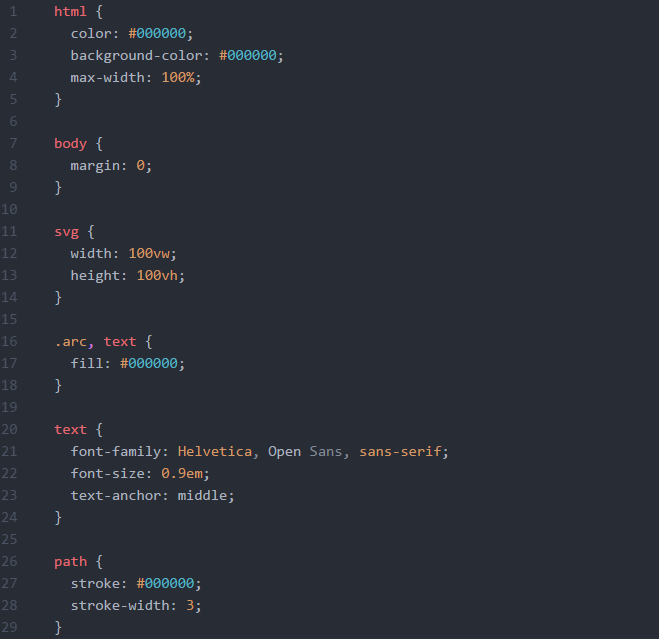 1 html {
2 color: #000000;
3 background-color: #000000;
4 max-width: 100%;
5 }
6
7 body {
8 margin: 0;
9 }
10
11 svg {
12 width: 100vw;
13 height: 100vh;
14 }
15
16 .arc, text {
17 fill: #000000;
18 }
19
20 text {
21 font-family: Helvetica, Open Sans, sans-serif;
22 font-size: 0.9em;
23 text-anchor: middle;
24 }
25
26 path {
27 stroke: #000000;
28 stroke-width: 3;
29 }